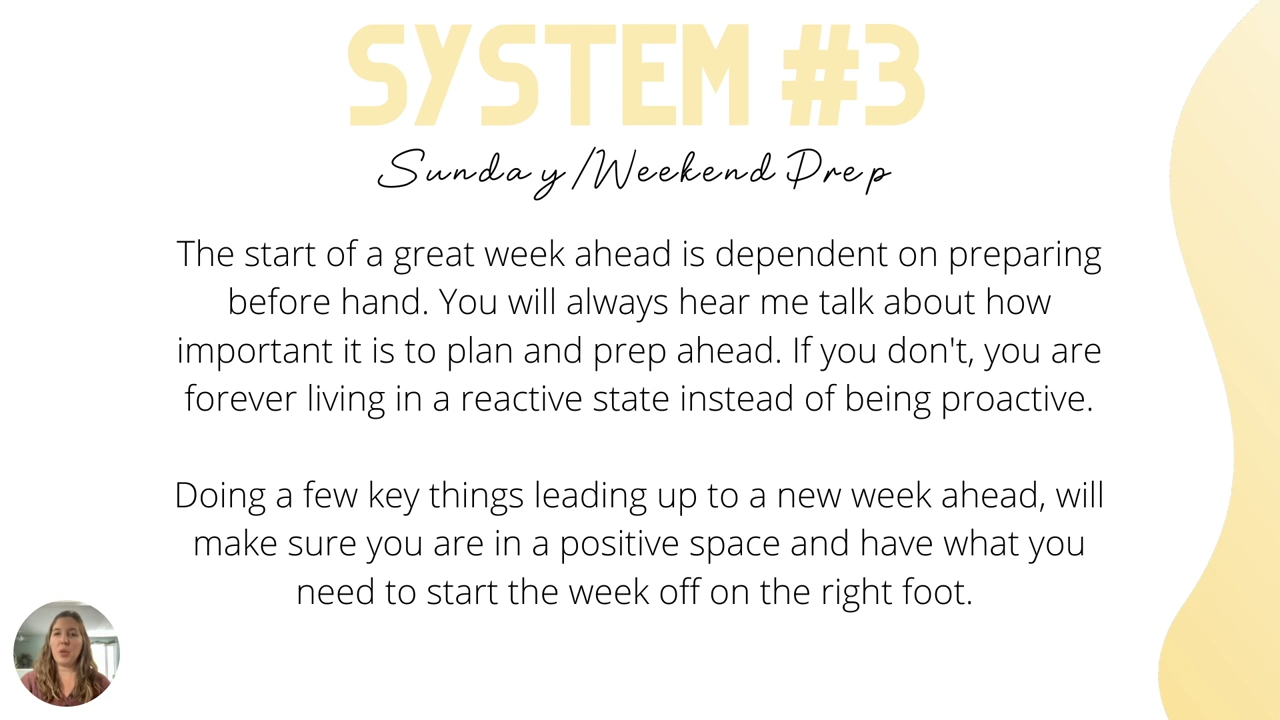 SYSTEM #3
Sunday/Weekend Prep
The start of a great week ahead is dependent on preparing
before hand. You will always hear me talk about how
important it is to plan and prep ahead. If you don't, you are
forever living in a reactive state instead of being proactive.
Doing a few key things leading up to a new week ahead, will
make sure you are in a positive space and have what you
need to start the week off on the right foot.